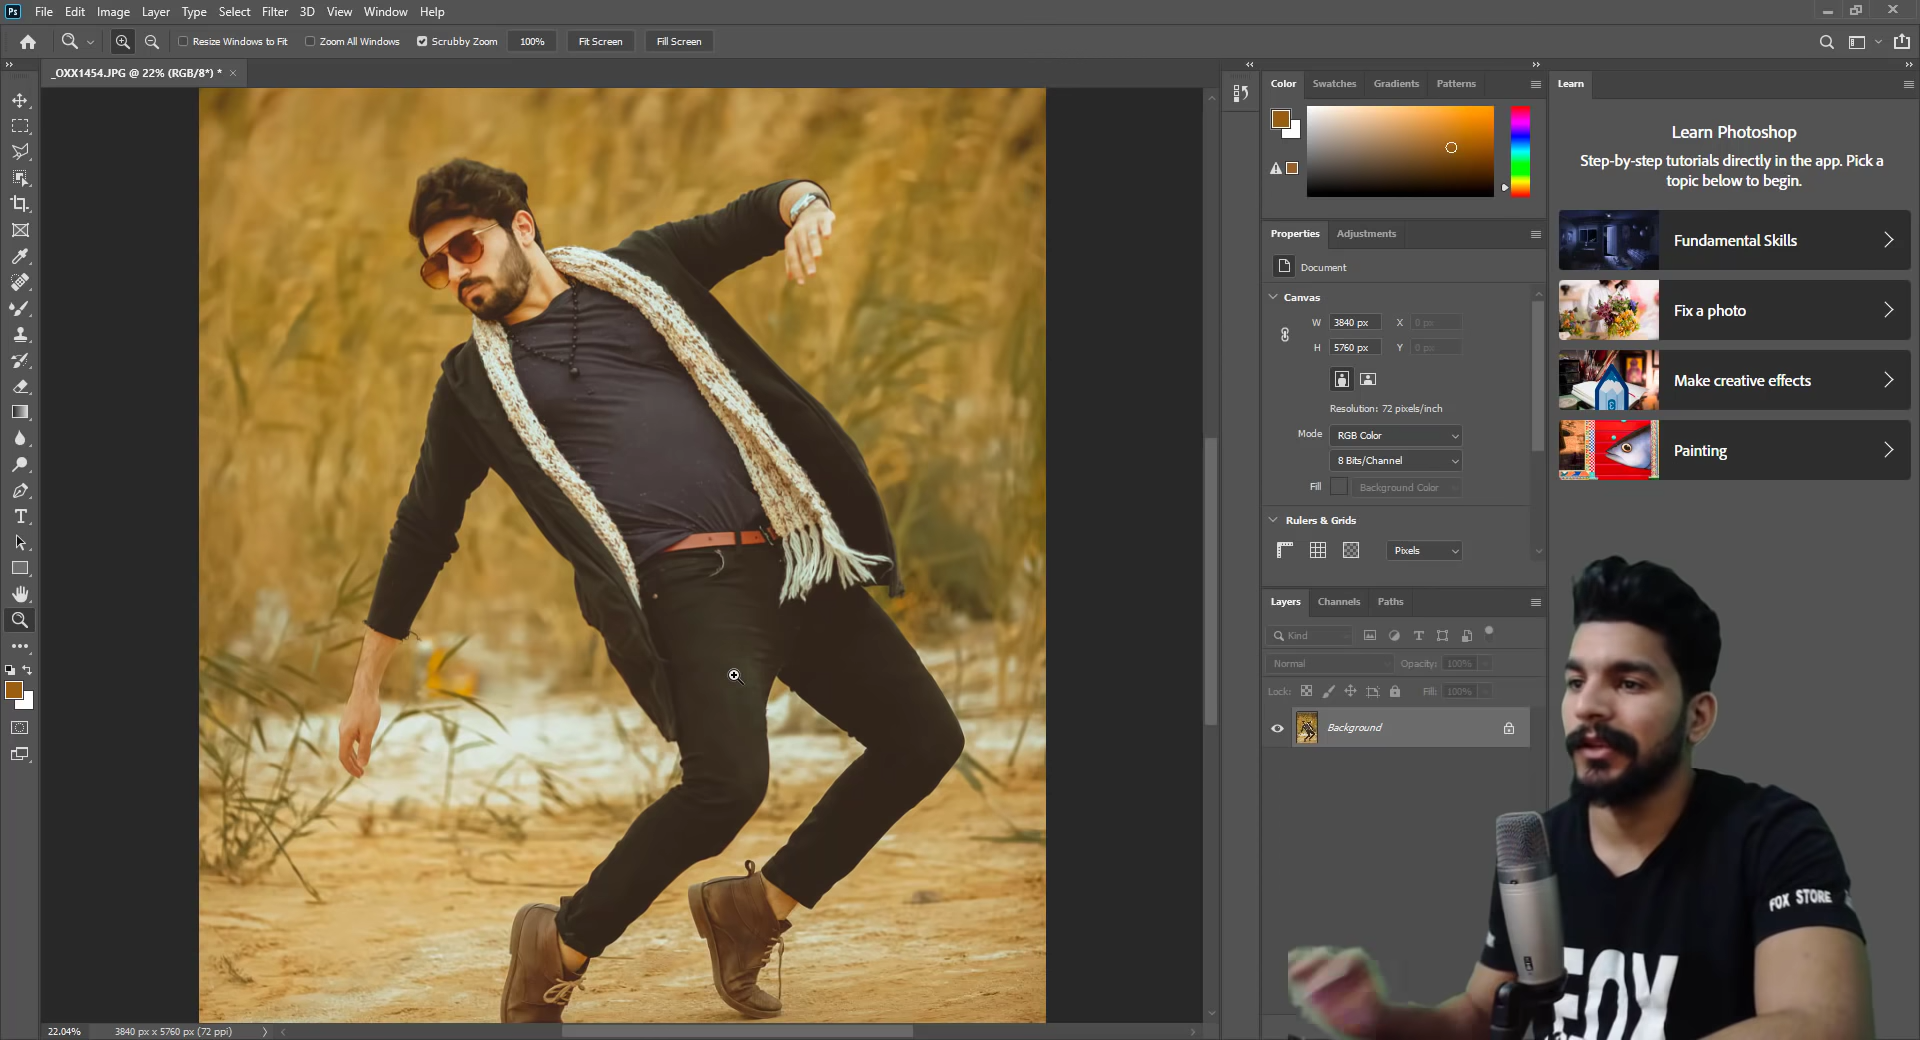 Ps File Edit Image Layer Type Select Filter 3D View Window Help
Resize Windows to Fit Zoom All Windows Scrubby Zoom 100% Fit Screen Fill Screen
_OXX1454.JPG @ 22% (RGB/8*) *
Color Swatches Gradients Patterns
Learn
Learn Photoshop
Step-by-step tutorials directly in the app. Pick a
topic below to begin.
Fundamental Skills
Fix a photo
Make creative effects
Painting
Properties Adjustments
Document
Canvas
W 3840 px X 0 px
H 5760 px Y 0 px
Resolution: 72 pixels/inch
Mode RGB Color
8 Bits/Channel
Fill Background Color
Rulers & Grids
Pixels
Layers Channels Paths
Kind
Normal Opacity: 100%
Lock: Fill: 100%
Background
FOX STORE
FOX
22.04% 3840 px x 5760 px (72 ppi)